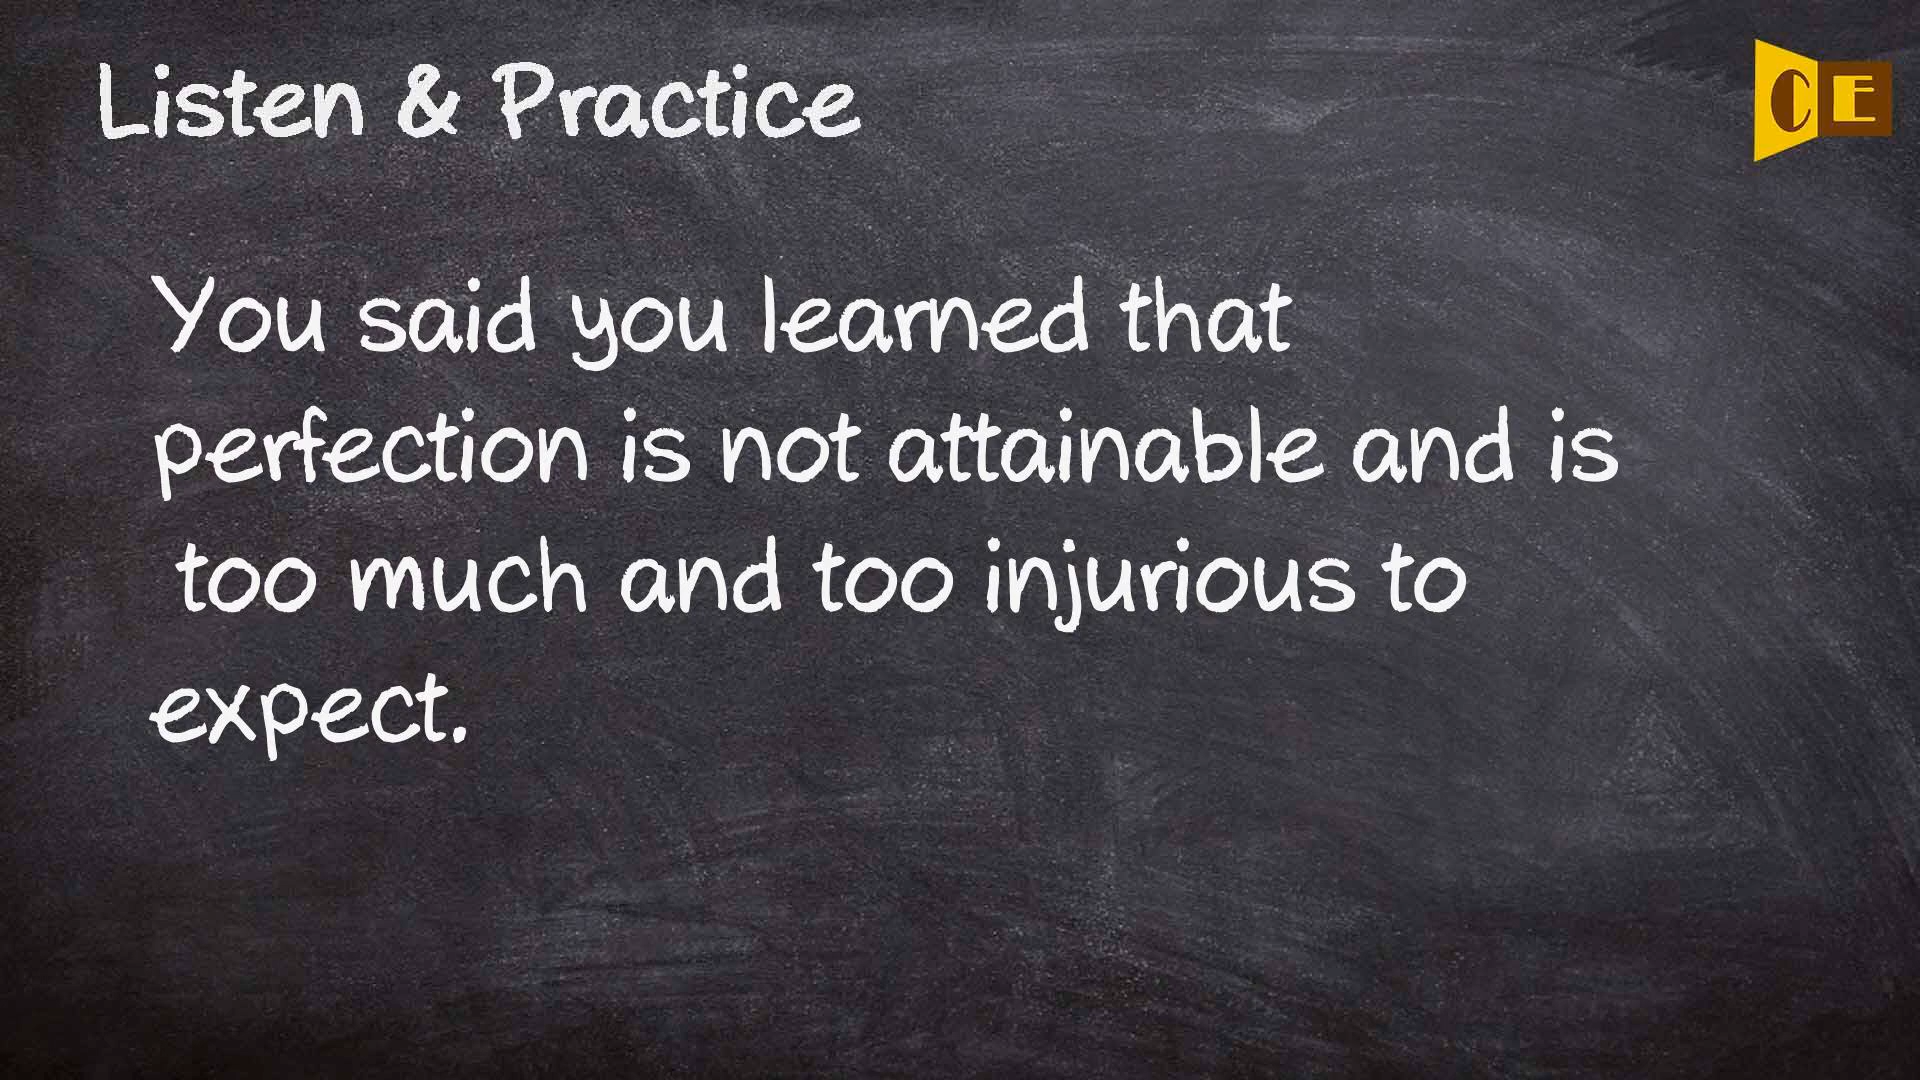 Listen & Practice
CE
You said you learned that
perfection is not attainable and is
too much and too injurious to
expect.